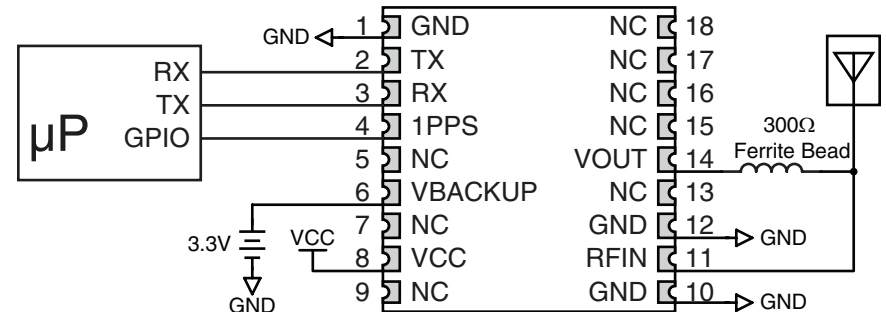 µP
RX
TX
GPIO
GND
1 GND
2 TX
3 RX
4 1PPS
5 NC
6 VBACKUP
7 NC
8 VCC
9 NC
3.3V
GND
VCC
NC 18
NC 17
NC 16
NC 15
VOUT 14
NC 13
GND 12
RFIN 11
GND 10
300Ω
Ferrite Bead
GND
GND